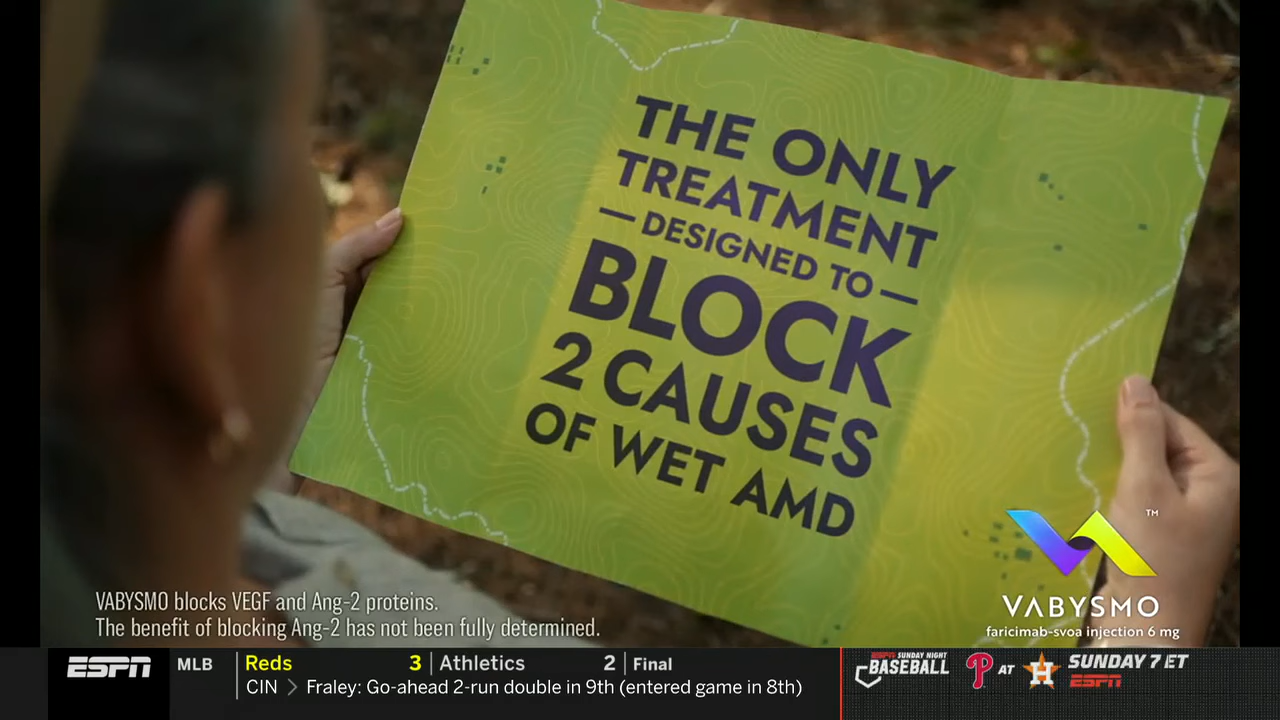 THE ONLY
TREATMENT
— DESIGNED TO —
BLOCK
2 CAUSES
OF WET AMD
TM
VABYSMO
faricimab-svoa injection 6 mg
VABYSMO blocks VEGF and Ang-2 proteins.
The benefit of blocking Ang-2 has not been fully determined.
ESPN MLB Reds 3 Athletics 2 Final
CIN > Fraley: Go-ahead 2-run double in 9th (entered game in 8th)
ESPN SUNDAY NIGHT
BASEBALL
P AT H SUNDAY 7 ET
ESPN